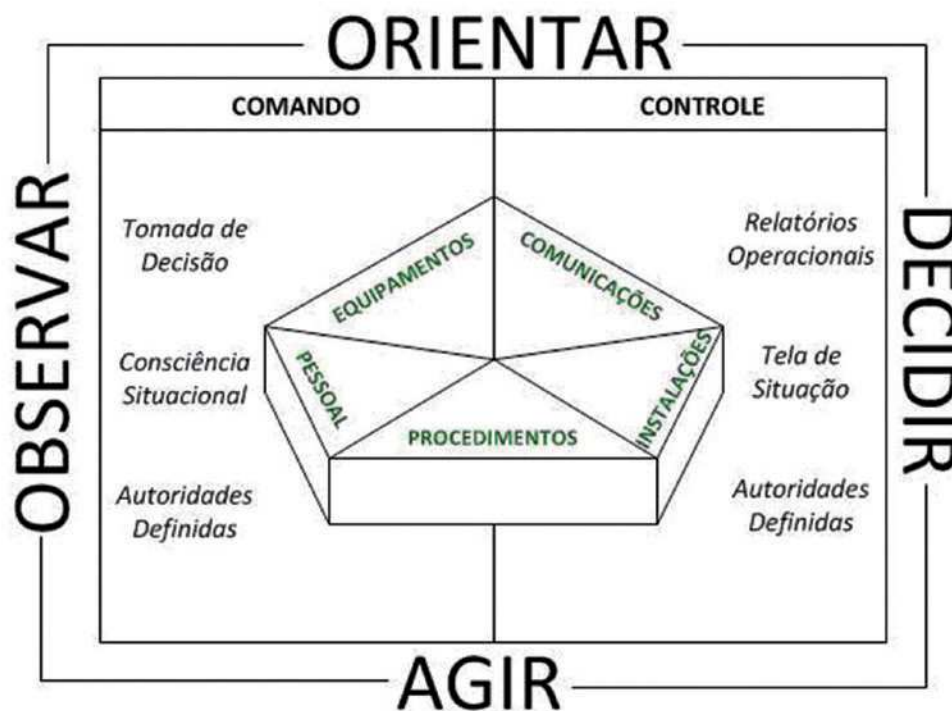 ORIENTAR
OBSERVAR
DECIDIR
AGIR
COMANDO
CONTROLE
Tomada de
Decisão
Consciência
Situacional
Autoridades
Definidas
EQUIPAMENTOS
COMUNICAÇÕES
PESSOAL
INSTALAÇÕES
PROCEDIMENTOS
Relatórios
Operacionais
Tela de
Situação
Autoridades
Definidas